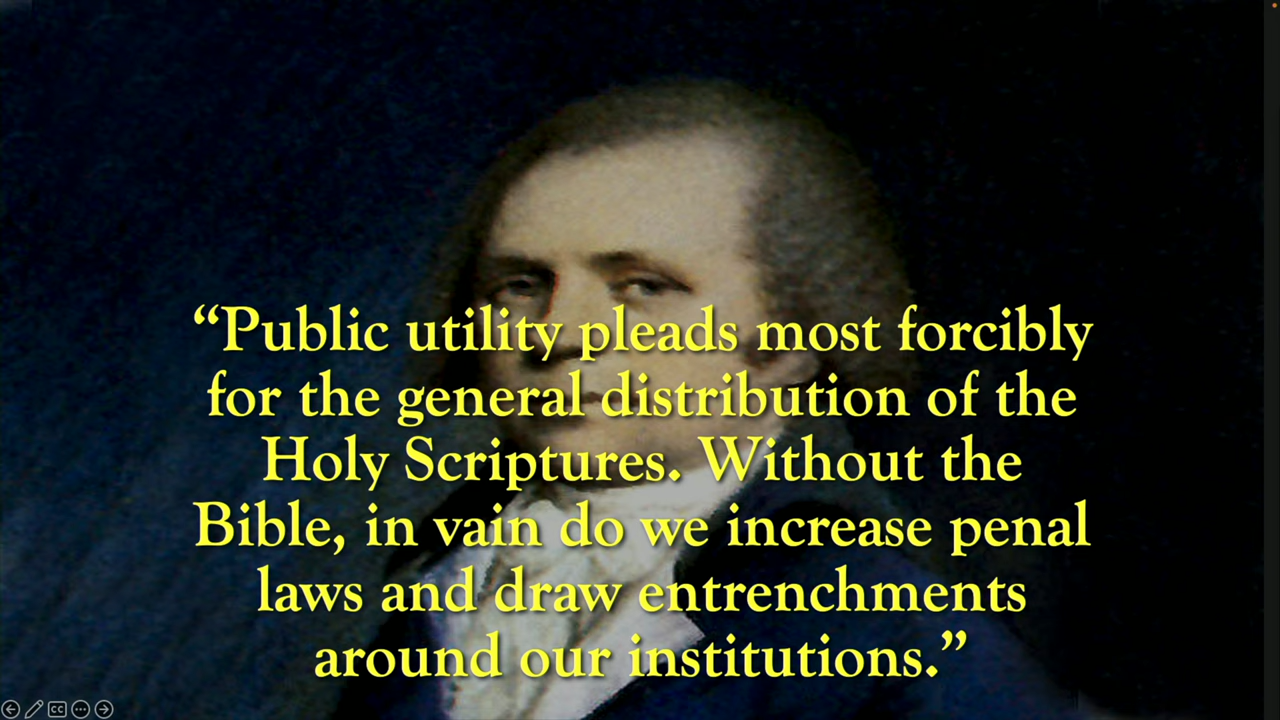 “Public utility pleads most forcibly
for the general distribution of the
Holy Scriptures. Without the
Bible, in vain do we increase penal
laws and draw entrenchments
around our institutions.”
CC